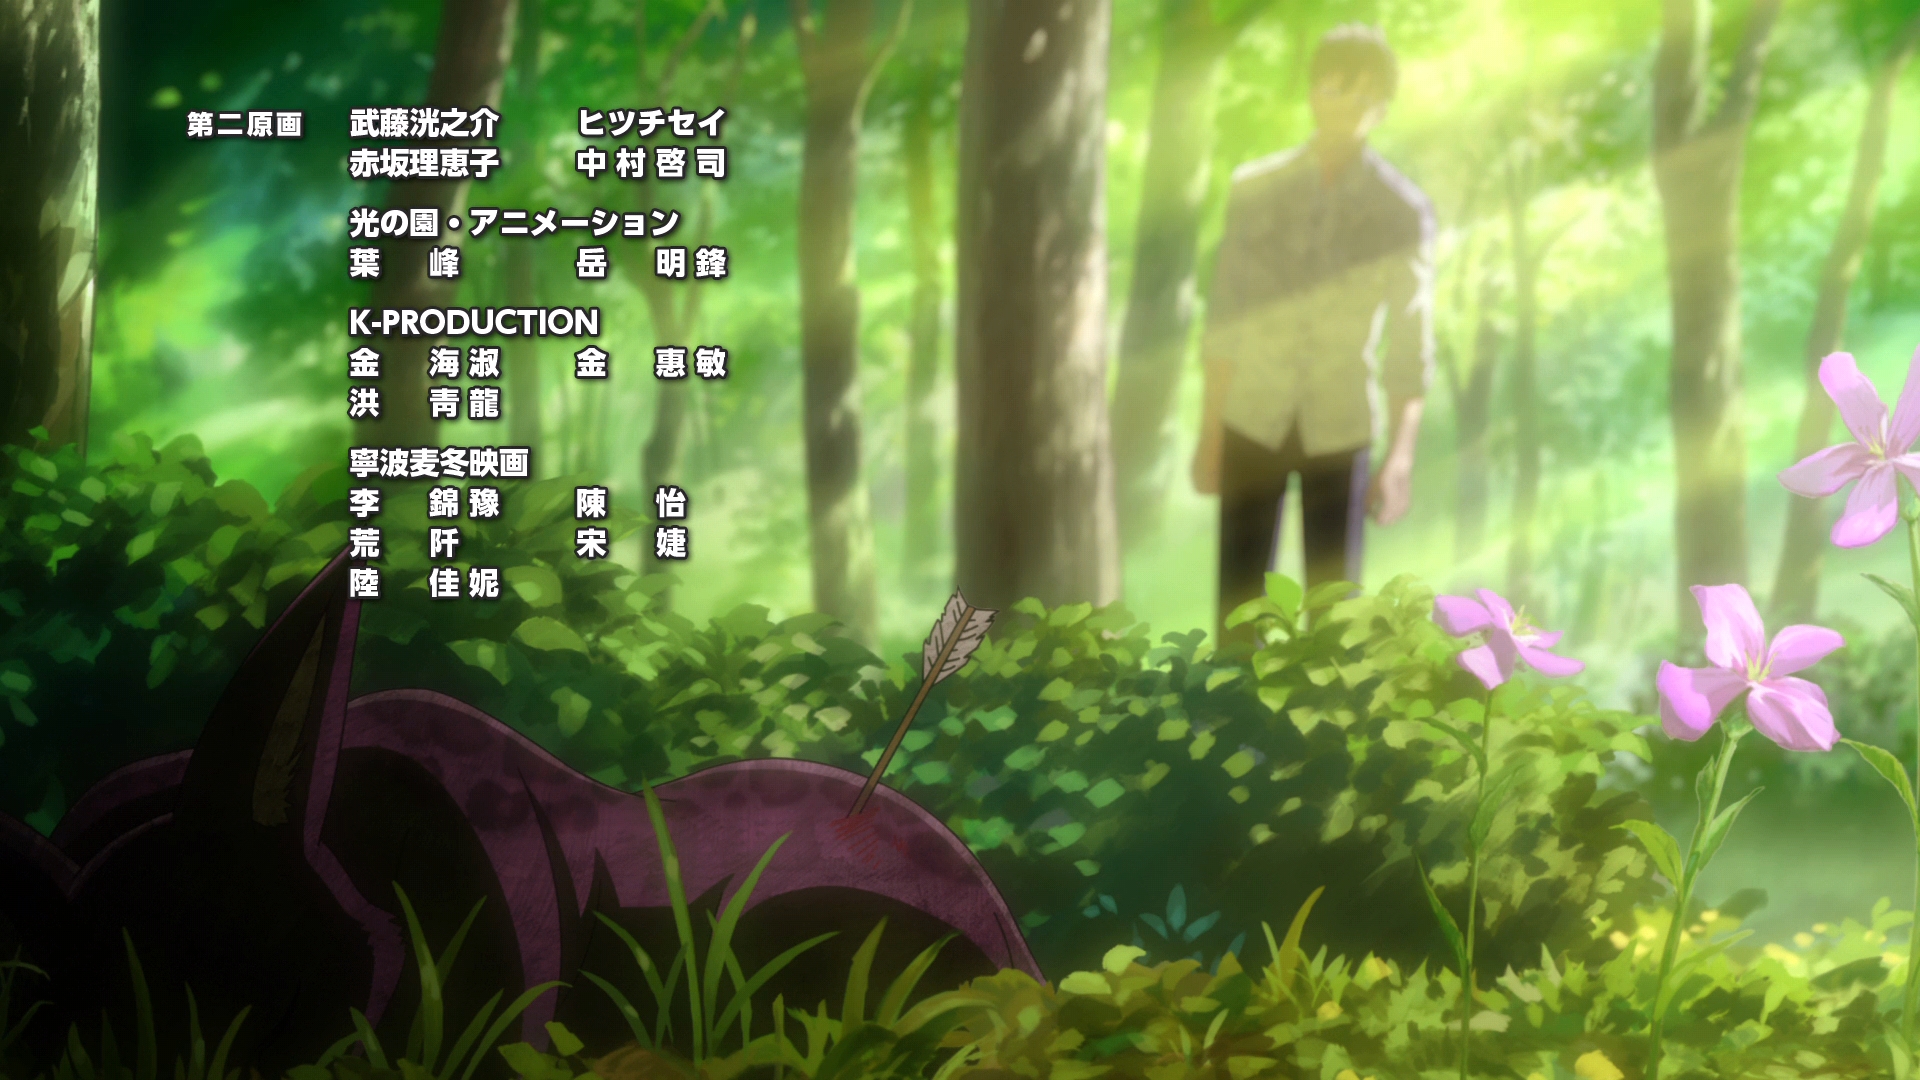 第二原画 武藤洸之介 ヒツチセイ
赤坂理恵子 中村啓司
光の園・アニメーション
葉 峰 岳 明鋒
K-PRODUCTION
金 海淑 金 惠敏
洪 青龍
寧波麦冬映画
李 錦豫 陳 怡
荒 阡 宋 婕
陸 佳妮